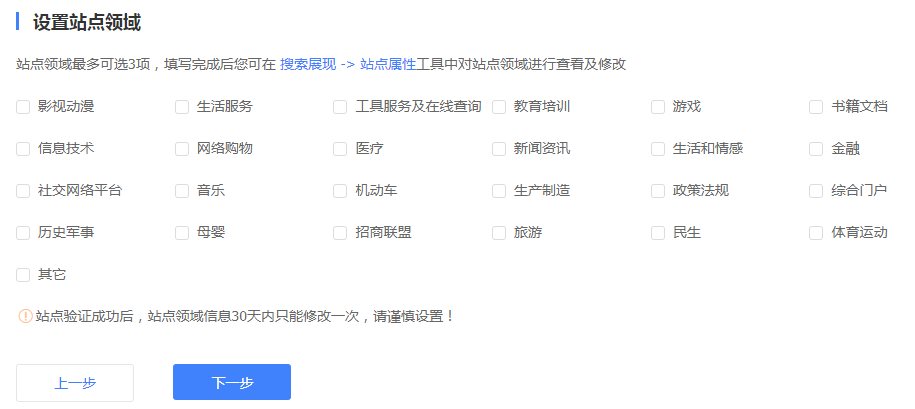 设置站点领域
站点领域最多可选3项，填写完成后您可在 搜索展现 -> 站点属性工具中对站点领域进行查看及修改
影视动漫 生活服务 工具服务及在线查询 教育培训 游戏 书籍文档
信息技术 网络购物 医疗 新闻资讯 生活和情感 金融
社交网络平台 音乐 机动车 生产制造 政策法规 综合门户
历史军事 母婴 招商联盟 旅游 民生 体育运动
其它
站点验证成功后，站点领域信息30天内只能修改一次，请谨慎设置！
上一步 下一步